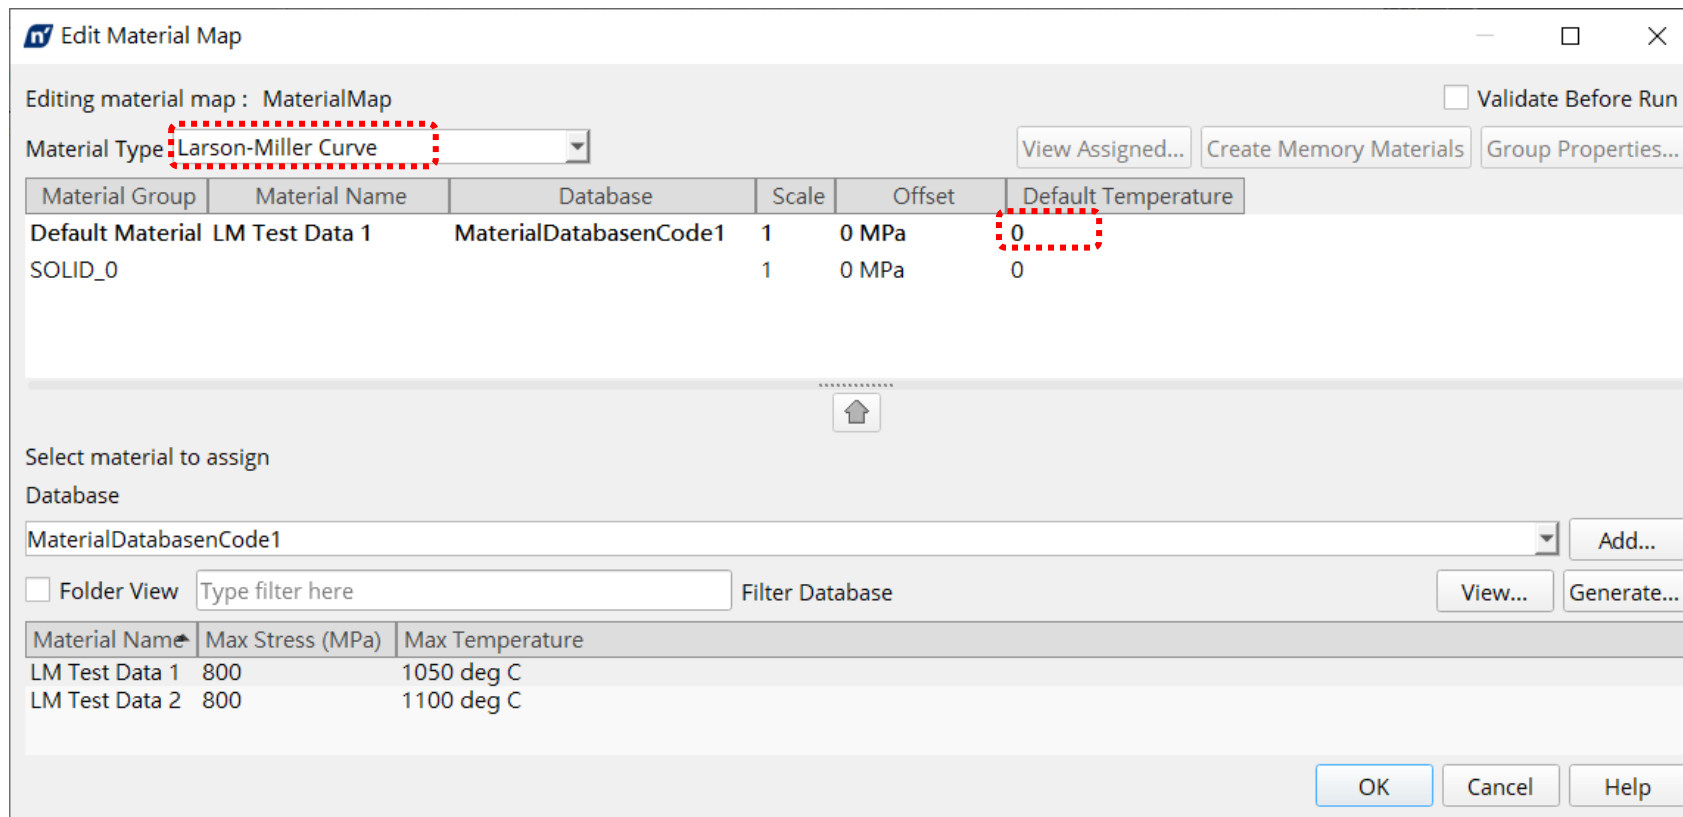 Edit Material Map
Editing material map : MaterialMap
Validate Before Run
Material Type Larson-Miller Curve
View Assigned... Create Memory Materials Group Properties...
Material Group Material Name Database Scale Offset Default Temperature
Default Material LM Test Data 1 MaterialDatabasenCode1 1 0 MPa 0
SOLID_0 1 0 MPa 0
Select material to assign
Database
MaterialDatabasenCode1 Add...
Folder View Type filter here Filter Database View... Generate...
Material Name Max Stress (MPa) Max Temperature
LM Test Data 1 800 1050 deg C
LM Test Data 2 800 1100 deg C
OK Cancel Help